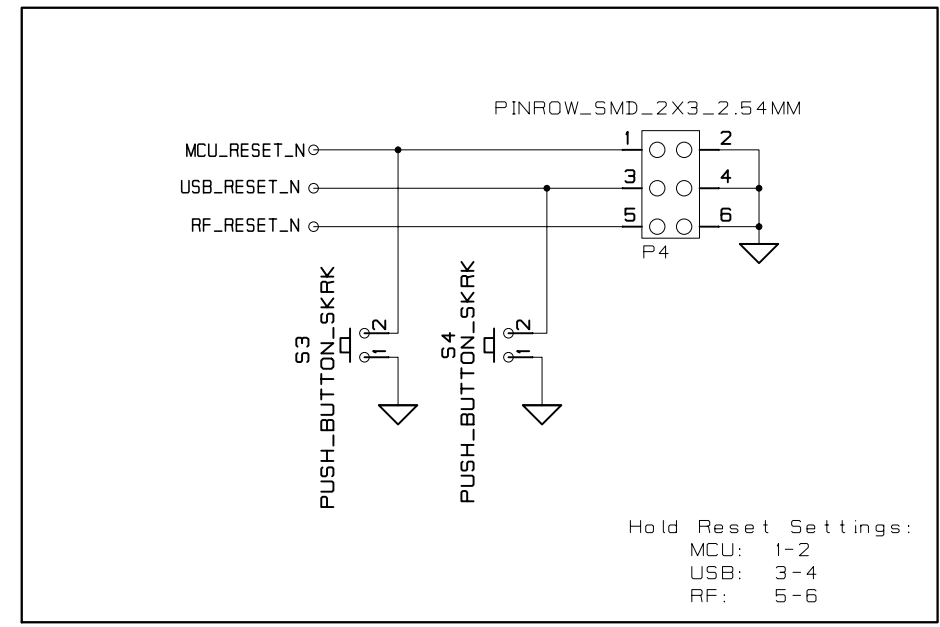 PINROW_SMD_2X3_2.54MM
MCU_RESET_N
1
2
USB_RESET_N
3
4
RF_RESET_N
5
6
P4
S3
PUSH_BUTTON_SKRK
2
1
S4
PUSH_BUTTON_SKRK
2
1
Hold Reset Settings:
MCU: 1-2
USB: 3-4
RF: 5-6